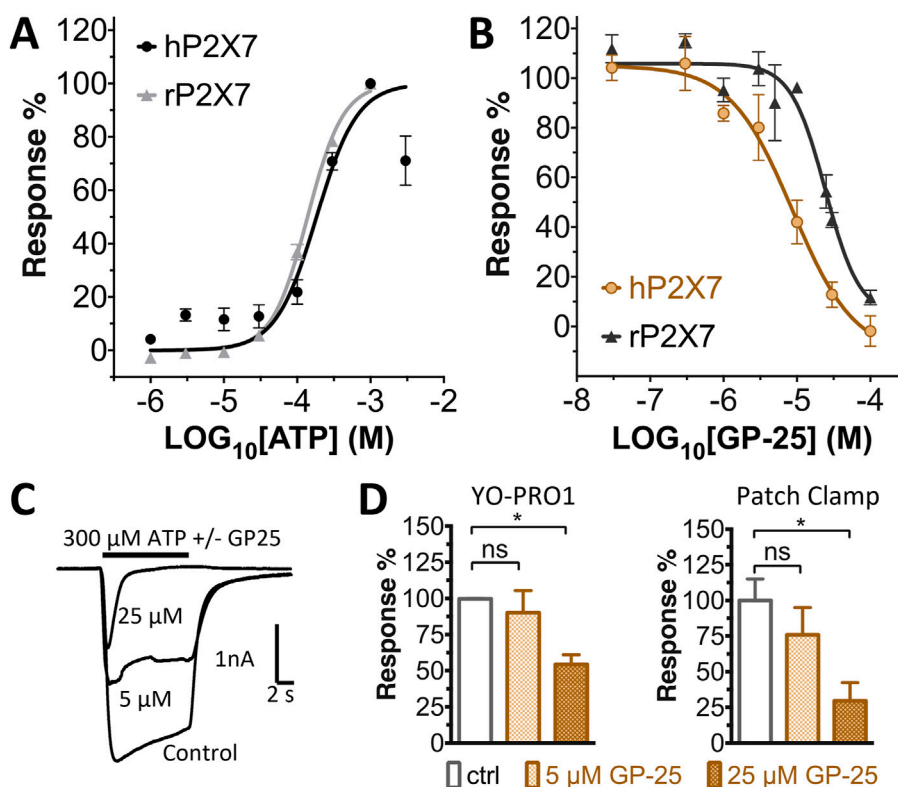 A
hP2X7
rP2X7
Response %
120
100
80
60
40
20
0
-6
-5
-4
-3
-2
LOG10[ATP] (M)
B
Response %
120
100
80
60
40
20
0
hP2X7
rP2X7
-8
-7
-6
-5
-4
LOG10[GP-25] (M)
C
300 µM ATP +/- GP25
25 µM
5 µM
Control
1nA
2 s
D
YO-PRO1
Response %
150
125
100
75
50
25
0
*
ns
Patch Clamp
Response %
150
125
100
75
50
25
0
*
ns
ctrl
5 µM GP-25
25 µM GP-25